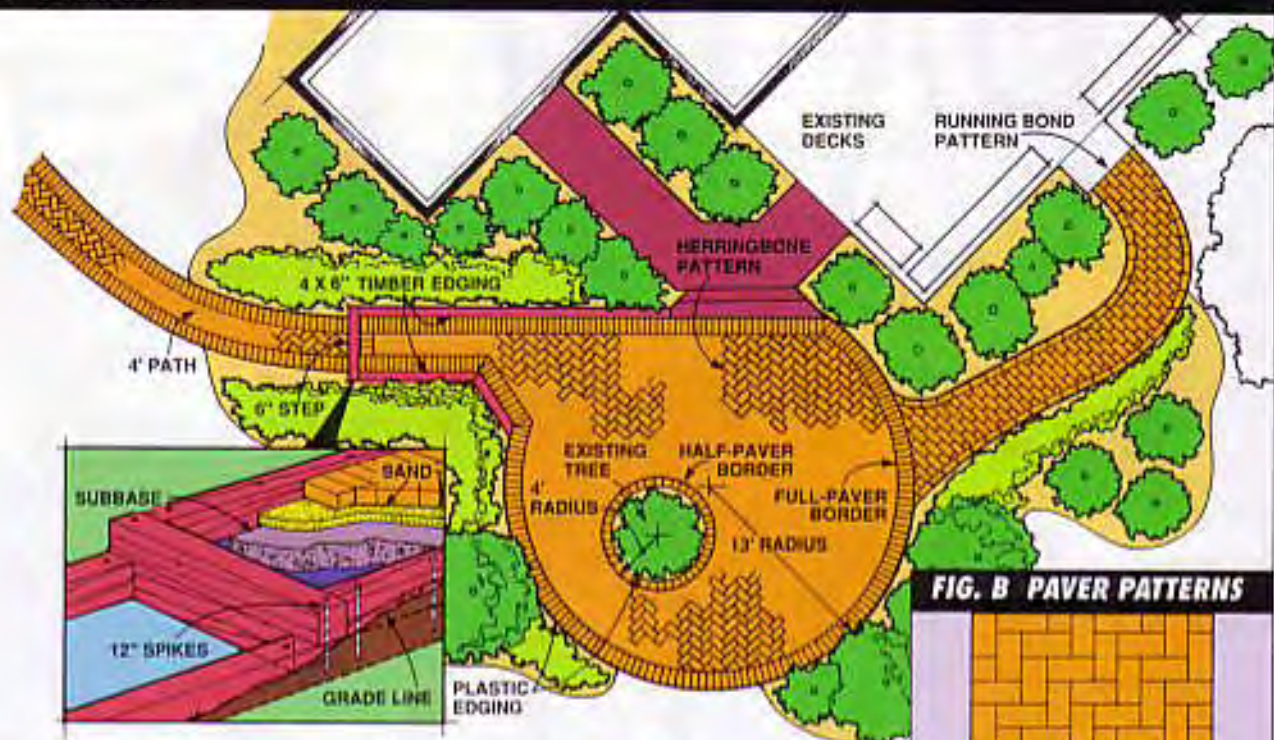 EXISTING
DECKS
RUNNING BOND
PATTERN
HERRINGBONE
PATTERN
4 X 6" TIMBER EDGING
4' PATH
6" STEP
EXISTING
TREE
HALF-PAVER
BORDER
4'
RADIUS
FULL-PAVER
BORDER
13' RADIUS
SAND
SUBBASE
12" SPIKES
GRADE LINE
PLASTIC
EDGING
FIG. B PAVER PATTERNS